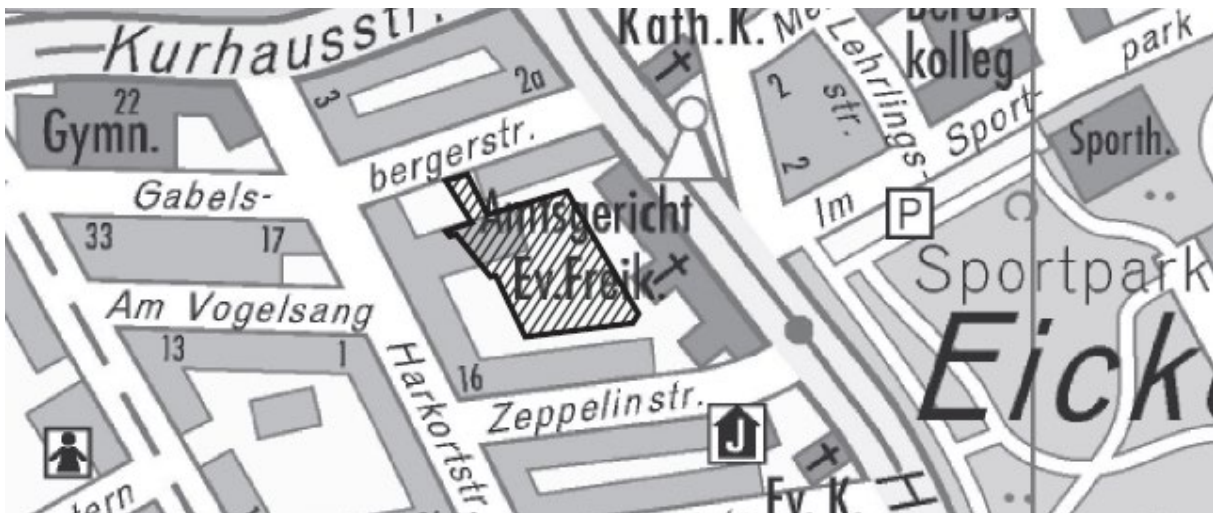 Kurhausstr.
Kath.K.
Lehrlings-
str.
kolleg
park
Sport-
Im
3
2a
2
2
22
Gymn.
bergerstr.
Gabels-
Sporth.
P
33
17
Amtsgericht
Ev.Freik.
Sportpark
Am Vogelsang
13
1
16
Harkortstr.
Zeppelinstr.
J
Ev. K.
H